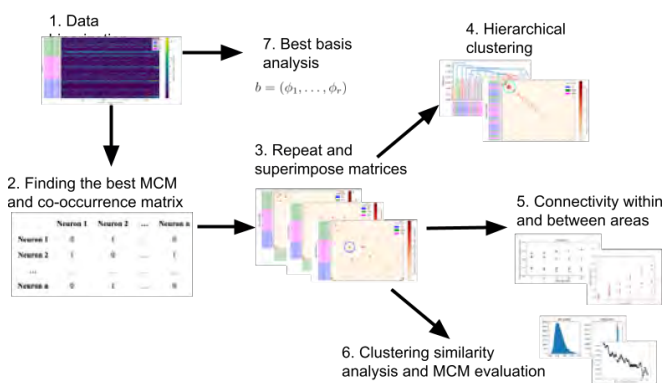 1. Data
7. Best basis
analysis
b = (ϕ₁, . . . , ϕᵣ)
4. Hierarchical
clustering
2. Finding the best MCM
and co-occurrence matrix
Neuron 1 Neuron 2 ... Neuron n
Neuron 1 0 1 ... 0
Neuron 2 1 0 ... 1
... ... ... ... ...
Neuron n 0 1 ... 0
3. Repeat and
superimpose matrices
5. Connectivity within
and between areas
6. Clustering similarity
analysis and MCM evaluation